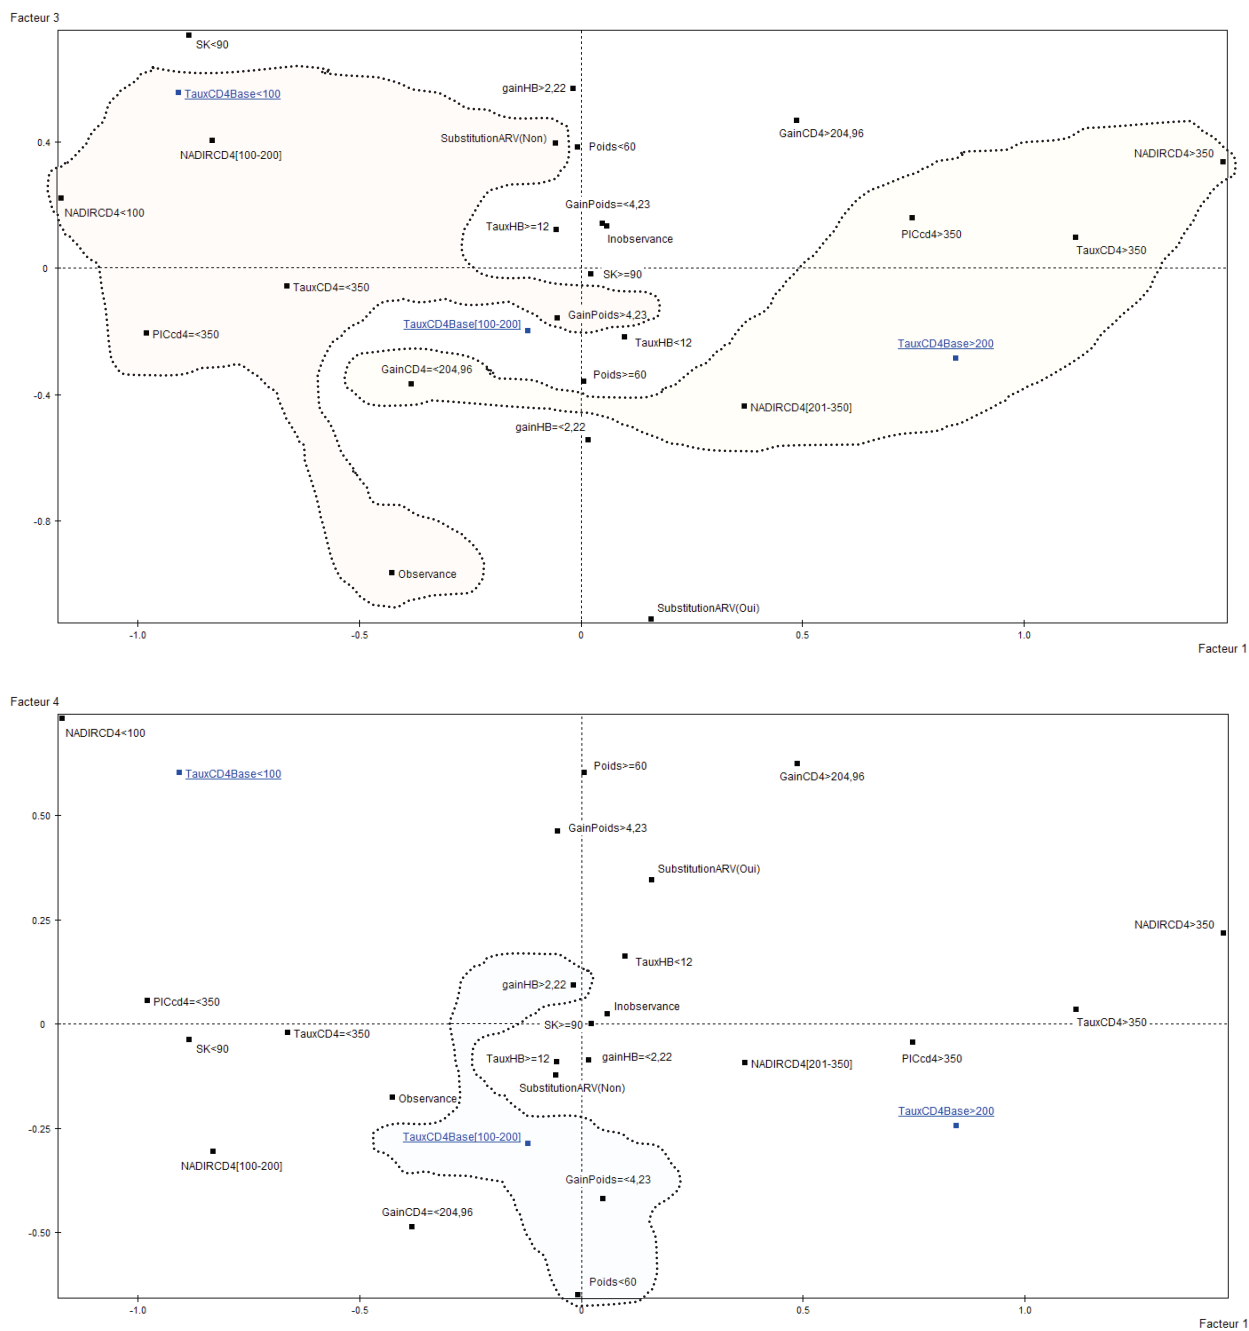 Facteur 3
SK<90
TauxCD4Base<100
gainHB>2,22
GainCD4>204,96
0.4
SubstitutionARV(Non)
Poids<60
NADIRCD4[100-200]
NADIRCD4>350
GainPoids=<4,23
NADIRCD4<100
TauxHB>=12
Inobservance
PICcd4>350
TauxCD4>350
0
SK>=90
TauxCD4=<350
GainPoids>4,23
TauxCD4Base[100-200]
PICcd4=<350
TauxHB<12
TauxCD4Base>200
GainCD4=<204,96
Poids>=60
-0.4
NADIRCD4[201-350]
gainHB=<2,22
-0.8
Observance
SubstitutionARV(Oui)
-1.0
-0.5
0
0.5
1.0
Facteur 1
Facteur 4
NADIRCD4<100
Poids>=60
TauxCD4Base<100
GainCD4>204,96
0.50
GainPoids>4,23
SubstitutionARV(Oui)
0.25
NADIRCD4>350
TauxHB<12
gainHB>2,22
PICcd4=<350
Inobservance
0
SK>=90
TauxCD4>350
TauxCD4=<350
SK<90
TauxHB>=12
gainHB=<2,22
PICcd4>350
NADIRCD4[201-350]
SubstitutionARV(Non)
Observance
TauxCD4Base>200
-0.25
TauxCD4Base[100-200]
NADIRCD4[100-200]
GainPoids=<4,23
GainCD4=<204,96
-0.50
Poids<60
-1.0
-0.5
0
0.5
1.0
Facteur 1